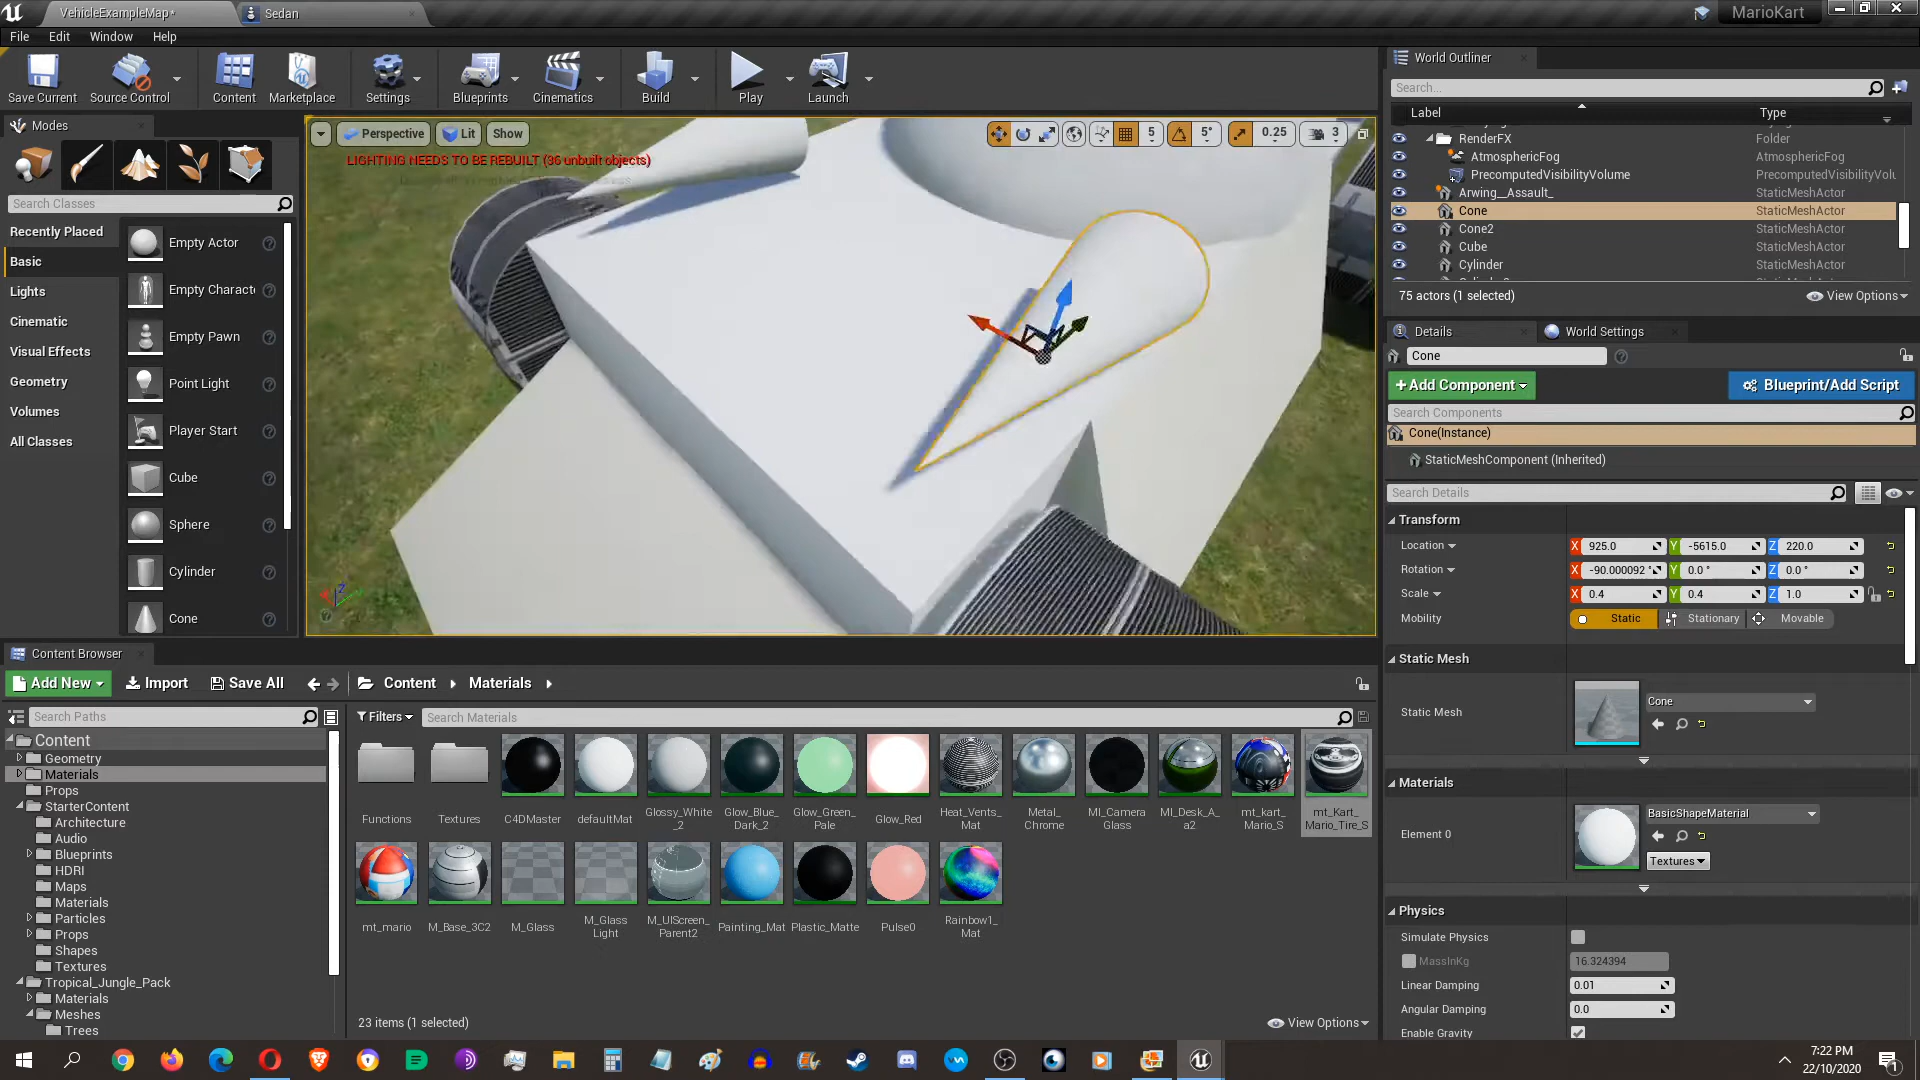 VehicleExampleMap*
Sedan
MarioKart
File Edit Window Help
Save Current
Source Control
Content
Marketplace
Settings
Blueprints
Cinematics
Build
Play
Launch
Modes
Search Classes
Recently Placed
Basic
Lights
Cinematic
Visual Effects
Geometry
Volumes
All Classes
Empty Actor
Empty Charact
Empty Pawn
Point Light
Player Start
Cube
Sphere
Cylinder
Cone
Perspective Lit Show
5 5° 0.25 3
LIGHTING NEEDS TO BE REBUILT (36 unbuilt objects)
World Outliner
Search...
Label Type
RenderFX Folder
AtmosphericFog AtmosphericFog
PrecomputedVisibilityVolume PrecomputedVisibilityVolu
Arwing__Assault_ StaticMeshActor
Cone StaticMeshActor
Cone2 StaticMeshActor
Cube StaticMeshActor
Cylinder StaticMeshActor
75 actors (1 selected) View Options
Details World Settings
Cone
+Add Component Blueprint/Add Script
Search Components
Cone(Instance)
StaticMeshComponent (Inherited)
Search Details
Transform
Location X 925.0 Y -5615.0 Z 220.0
Rotation X -90.000092 ° Y 0.0 ° Z 0.0 °
Scale X 0.4 Y 0.4 Z 1.0
Mobility Static Stationary Movable
Static Mesh
Static Mesh Cone
Materials
Element 0 BasicShapeMaterial
Textures
Physics
Simulate Physics
MassInKg 16.324394
Linear Damping 0.01
Angular Damping 0.0
Enable Gravity
Content Browser
Add New Import Save All Content Materials
Search Paths
Filters Search Materials
Content
Geometry
Materials
Props
StarterContent
Architecture
Audio
Blueprints
HDRI
Maps
Materials
Particles
Props
Shapes
Textures
Tropical_Jungle_Pack
Materials
Meshes
Trees
Functions
Textures
C4DMaster
defaultMat
Glossy_White
_2
Glow_Blue_
Dark_2
Glow_Green_
Pale
Glow_Red
Heat_Vents_
Mat
Metal_
Chrome
MI_Camera
Glass
MI_Desk_A_
a2
mt_kart_
Mario_S
mt_Kart_
Mario_Tire_S
mt_mario
M_Base_3C2
M_Glass
M_Glass
Light
M_UIScreen_
Parent2
Painting_Mat
Plastic_Matte
Pulse0
Rainbow1_
Mat
23 items (1 selected) View Options
7:22 PM
22/10/2020
1